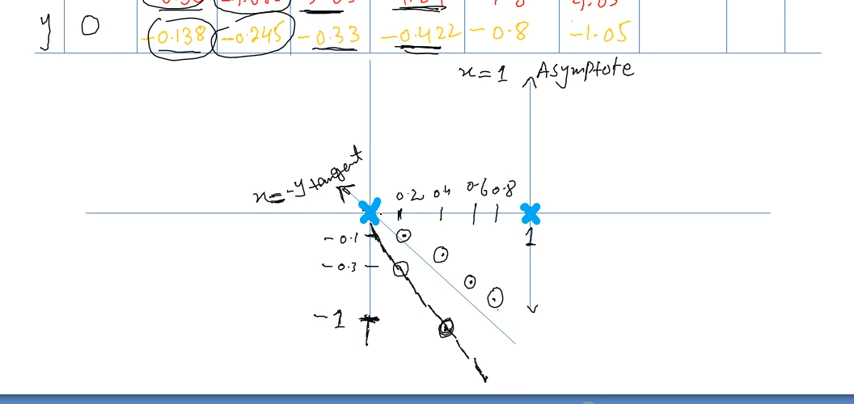 y 0 -0.138 -0.245 -0.33 -0.422 -0.8 -1.05
x=1 Asymptote
x=-y tangent
0.2 0.4 0.6 0.8
1
-0.1
-0.3
-1